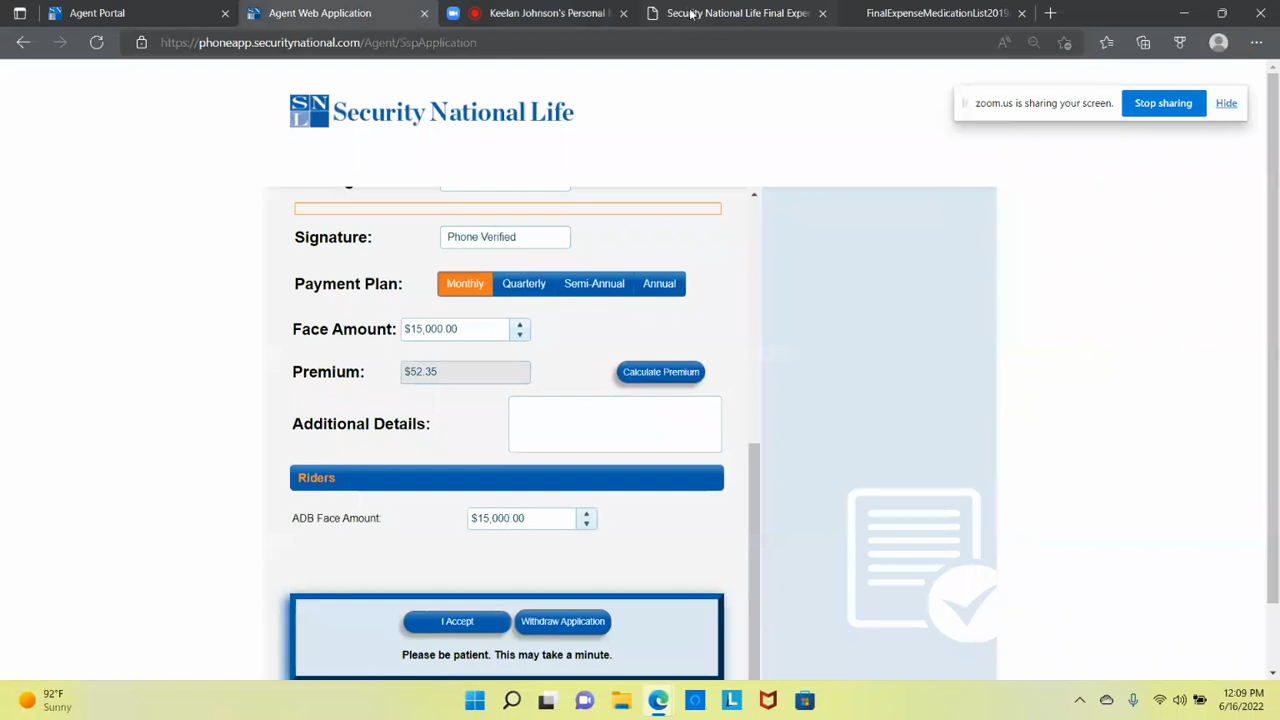 Agent Portal
Agent Web Application
Keelan Johnson's Personal
Security National Life Final Exper
FinalExpenseMedicationList2019.
https://phoneapp.securitynational.com/Agent/SspApplication
SNL Security National Life
zoom.us is sharing your screen. Stop sharing Hide
Signature: Phone Verified
Payment Plan: Monthly Quarterly Semi-Annual Annual
Face Amount: $15,000.00
Premium: $52.35 Calculate Premium
Additional Details:
Riders
ADB Face Amount: $15,000.00
I Accept Withdraw Application
Please be patient. This may take a minute.
92°F
Sunny
12:09 PM
6/16/2022